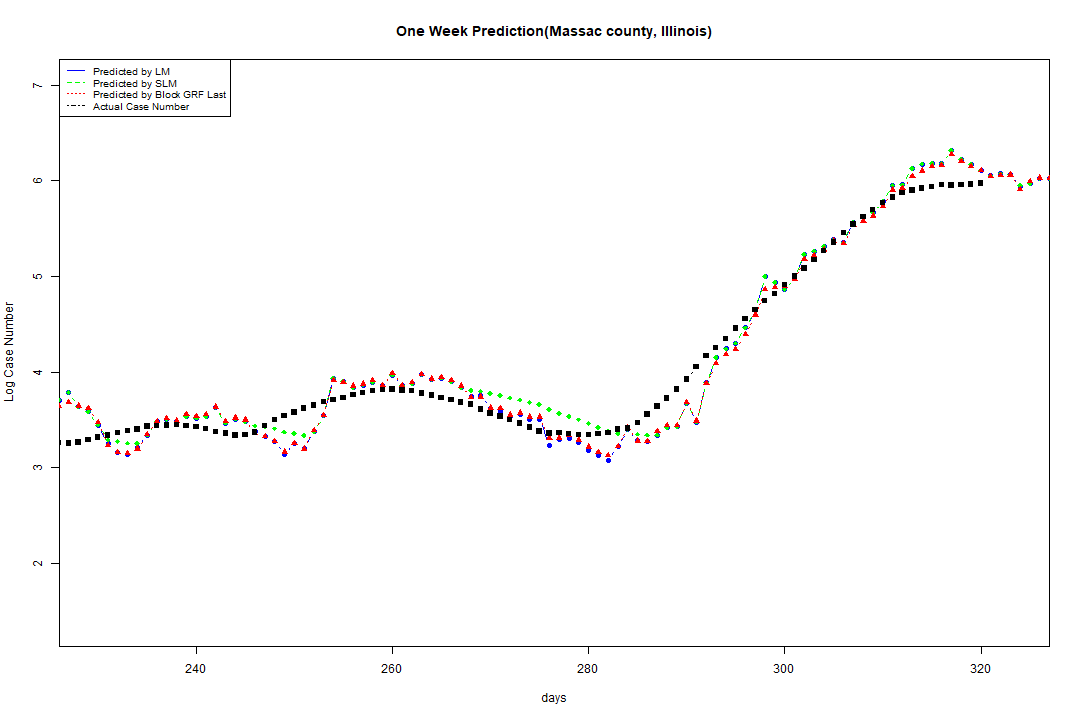 One Week Prediction(Massac county, Illinois)
Predicted by LM
Predicted by SLM
Predicted by Block GRF Last
Actual Case Number
7
6
5
4
3
2
Log Case Number
240 260 280 300 320
days